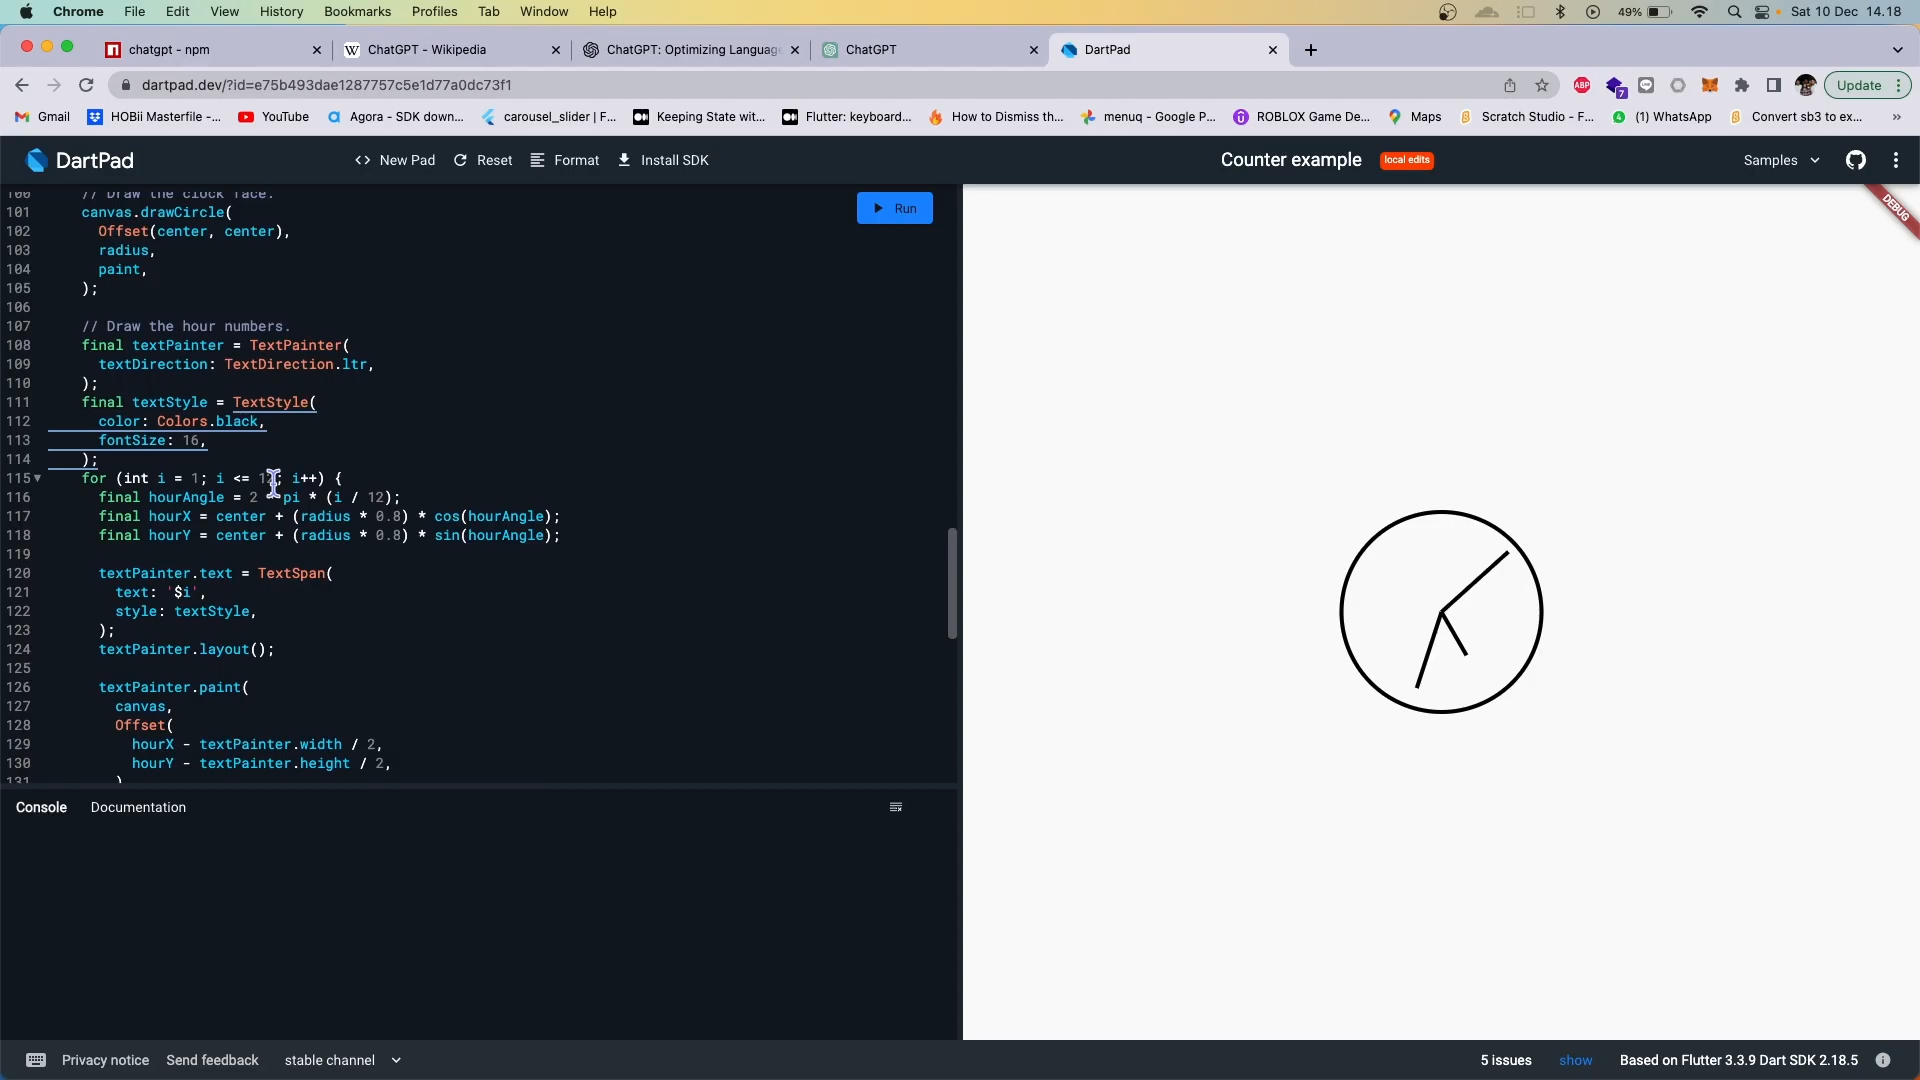 Chrome File Edit View History Bookmarks Profiles Tab Window Help 49% Sat 10 Dec 14.18
chatgpt - npm
ChatGPT - Wikipedia
ChatGPT: Optimizing Language
ChatGPT
DartPad
dartpad.dev/?id=e75b493dae1287757c5e1d77a0dc73f1
ABP
7
Update
Gmail
HOBii Masterfile -...
YouTube
Agora - SDK down...
carousel_slider | F...
Keeping State wit...
Flutter: keyboard...
How to Dismiss th...
menuq - Google P...
ROBLOX Game De...
Maps
Scratch Studio - F...
(1) WhatsApp
Convert sb3 to ex...
»
DartPad
<> New Pad
Reset
Format
Install SDK
Counter example
local edits
Samples
100 // Draw the clock face.
101 canvas.drawCircle(
102 Offset(center, center),
103 radius,
104 paint,
105 );
106
107 // Draw the hour numbers.
108 final textPainter = TextPainter(
109 textDirection: TextDirection.ltr,
110 );
111 final textStyle = TextStyle(
112 color: Colors.black,
113 fontSize: 16,
114 );
115 for (int i = 1; i <= 12; i++) {
116 final hourAngle = 2 * pi * (i / 12);
117 final hourX = center + (radius * 0.8) * cos(hourAngle);
118 final hourY = center + (radius * 0.8) * sin(hourAngle);
119
120 textPainter.text = TextSpan(
121 text: '$i',
122 style: textStyle,
123 );
124 textPainter.layout();
125
126 textPainter.paint(
127 canvas,
128 Offset(
129 hourX - textPainter.width / 2,
130 hourY - textPainter.height / 2,
131 )
Run
DEBUG
Console
Documentation
Privacy notice
Send feedback
stable channel
5 issues
show
Based on Flutter 3.3.9 Dart SDK 2.18.5